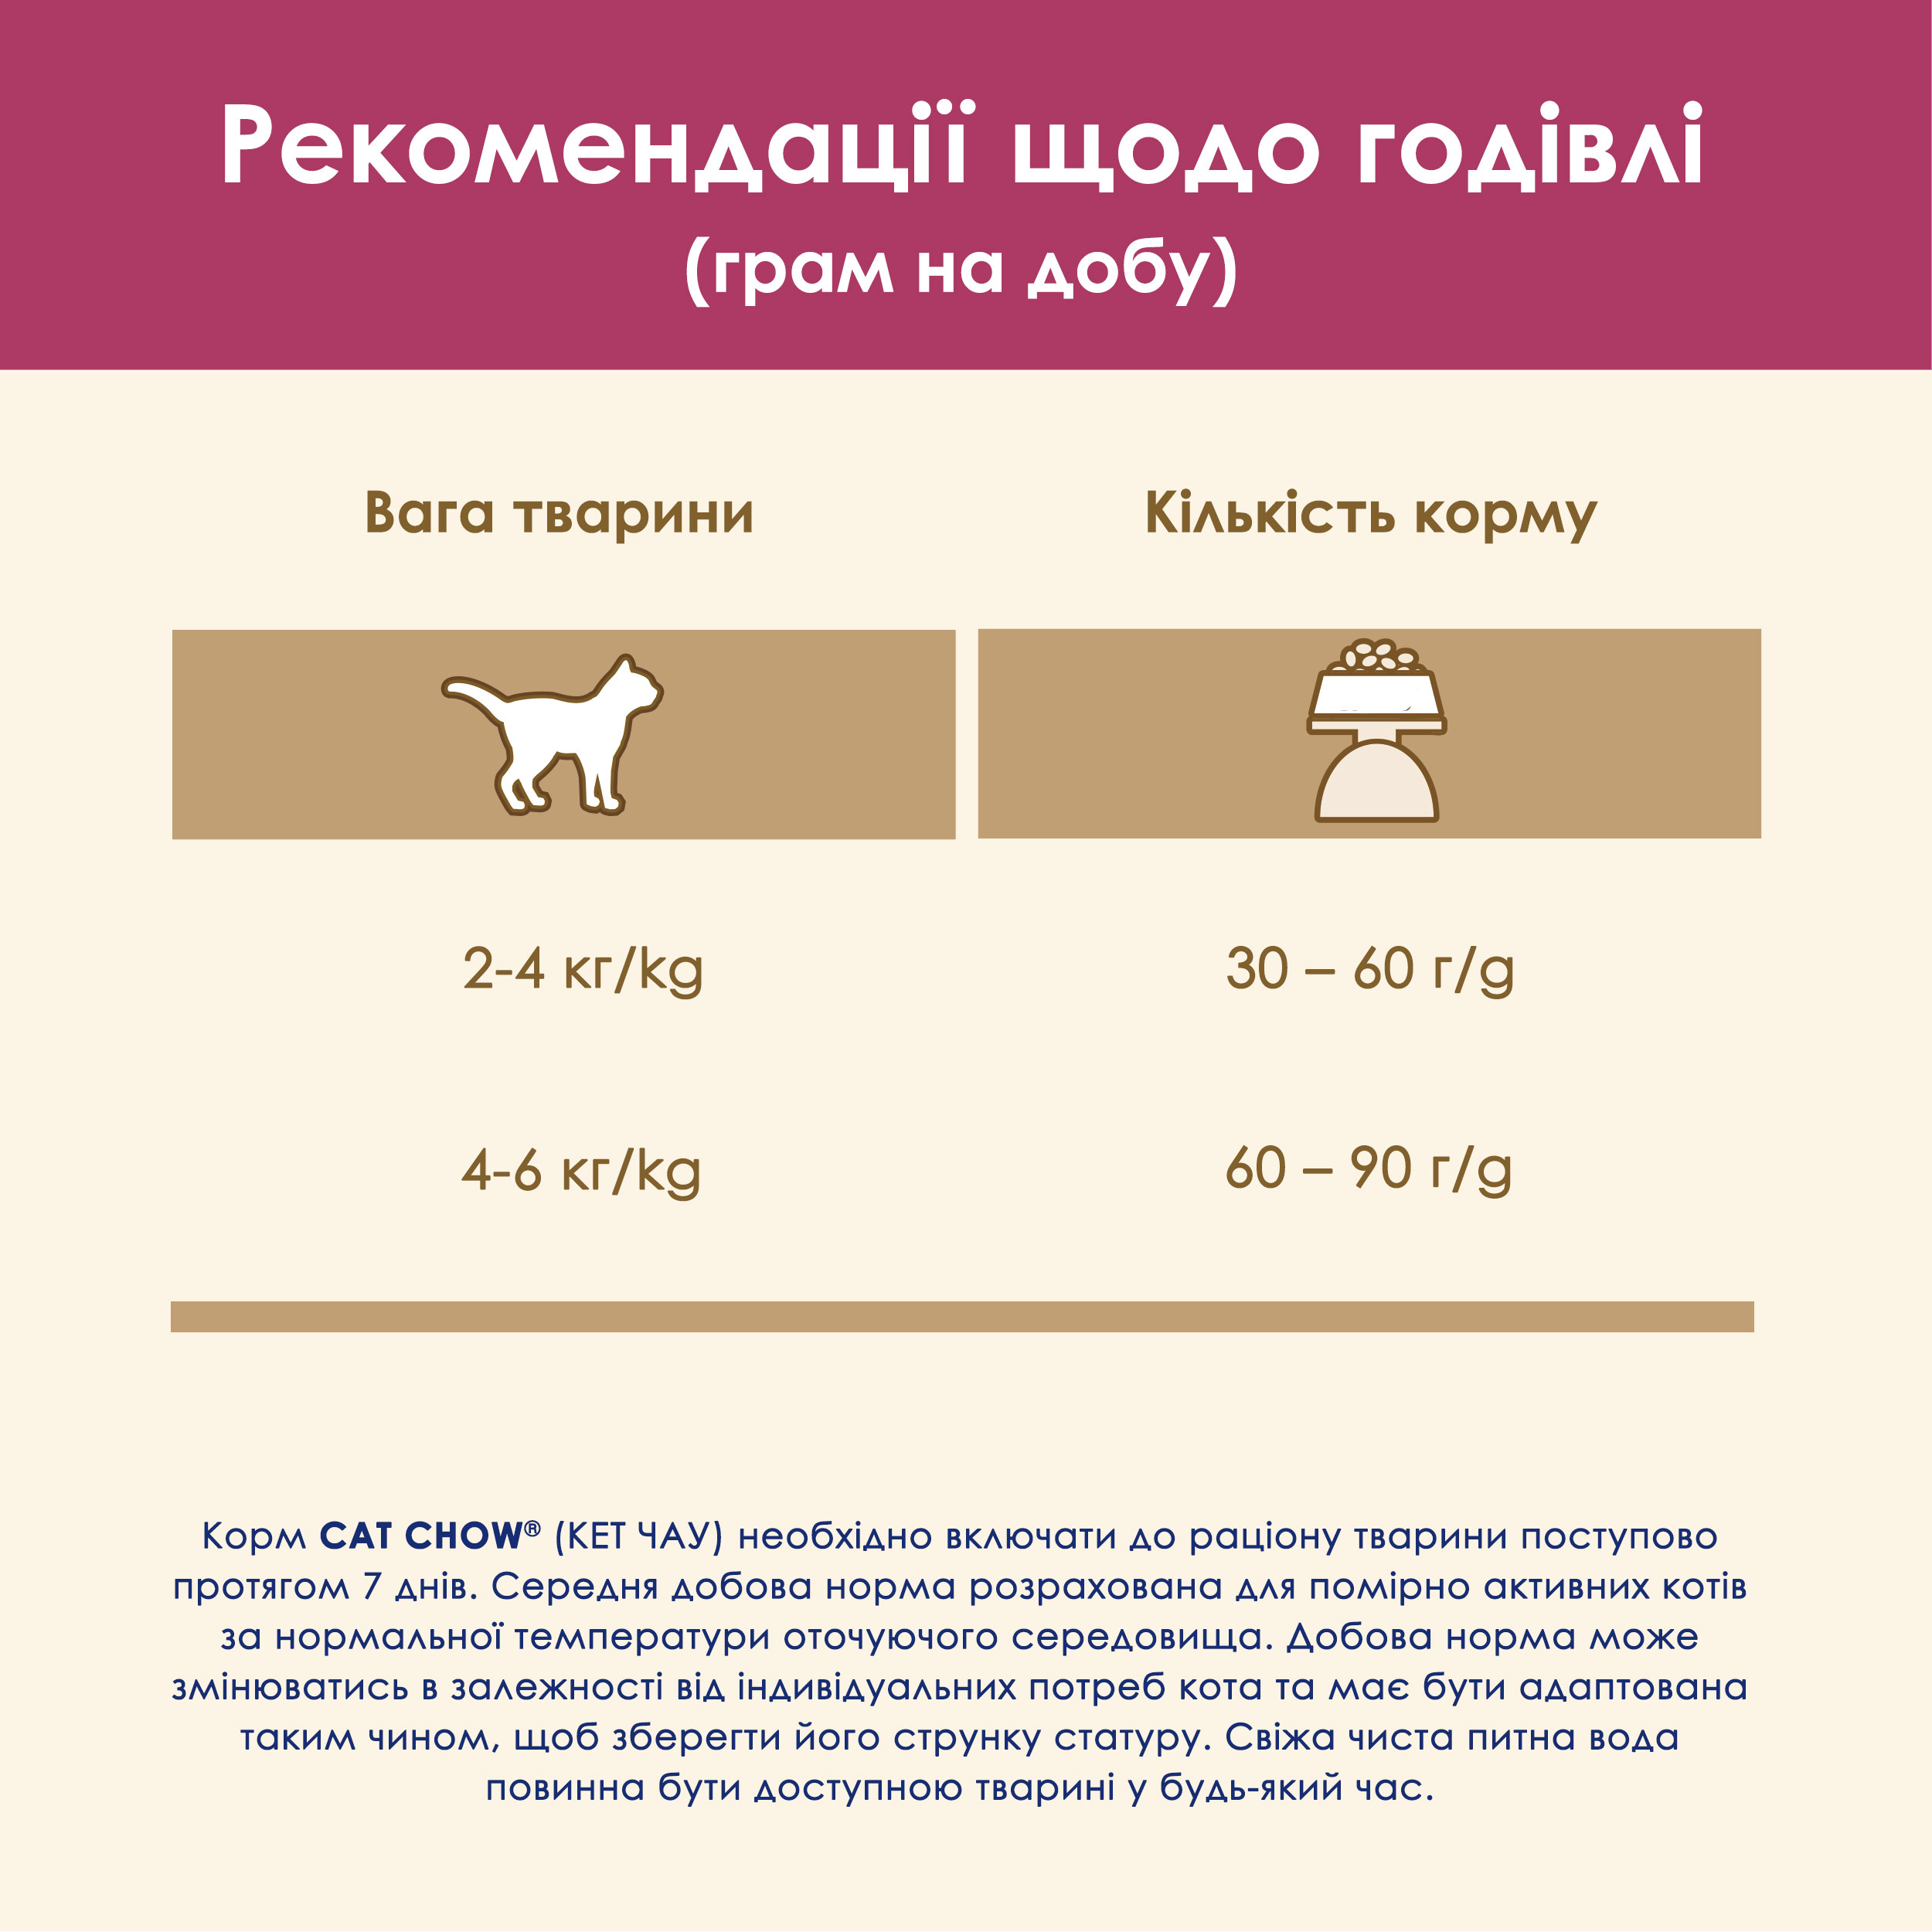 Рекомендації щодо годівлі
(грам на добу)
Вага тварини
Кількість корму
2-4 кг/kg
30 – 60 г/g
4-6 кг/kg
60 – 90 г/g
Корм CAT CHOW® (КЕТ ЧАУ) необхідно включати до раціону тварини поступово
протягом 7 днів. Середня добова норма розрахована для помірно активних котів
за нормальної температури оточуючого середовища. Добова норма може
змінюватись в залежності від індивідуальних потреб кота та має бути адаптована
таким чином, щоб зберегти його струнку статуру. Свіжа чиста питна вода
повинна бути доступною тварині у будь-який час.